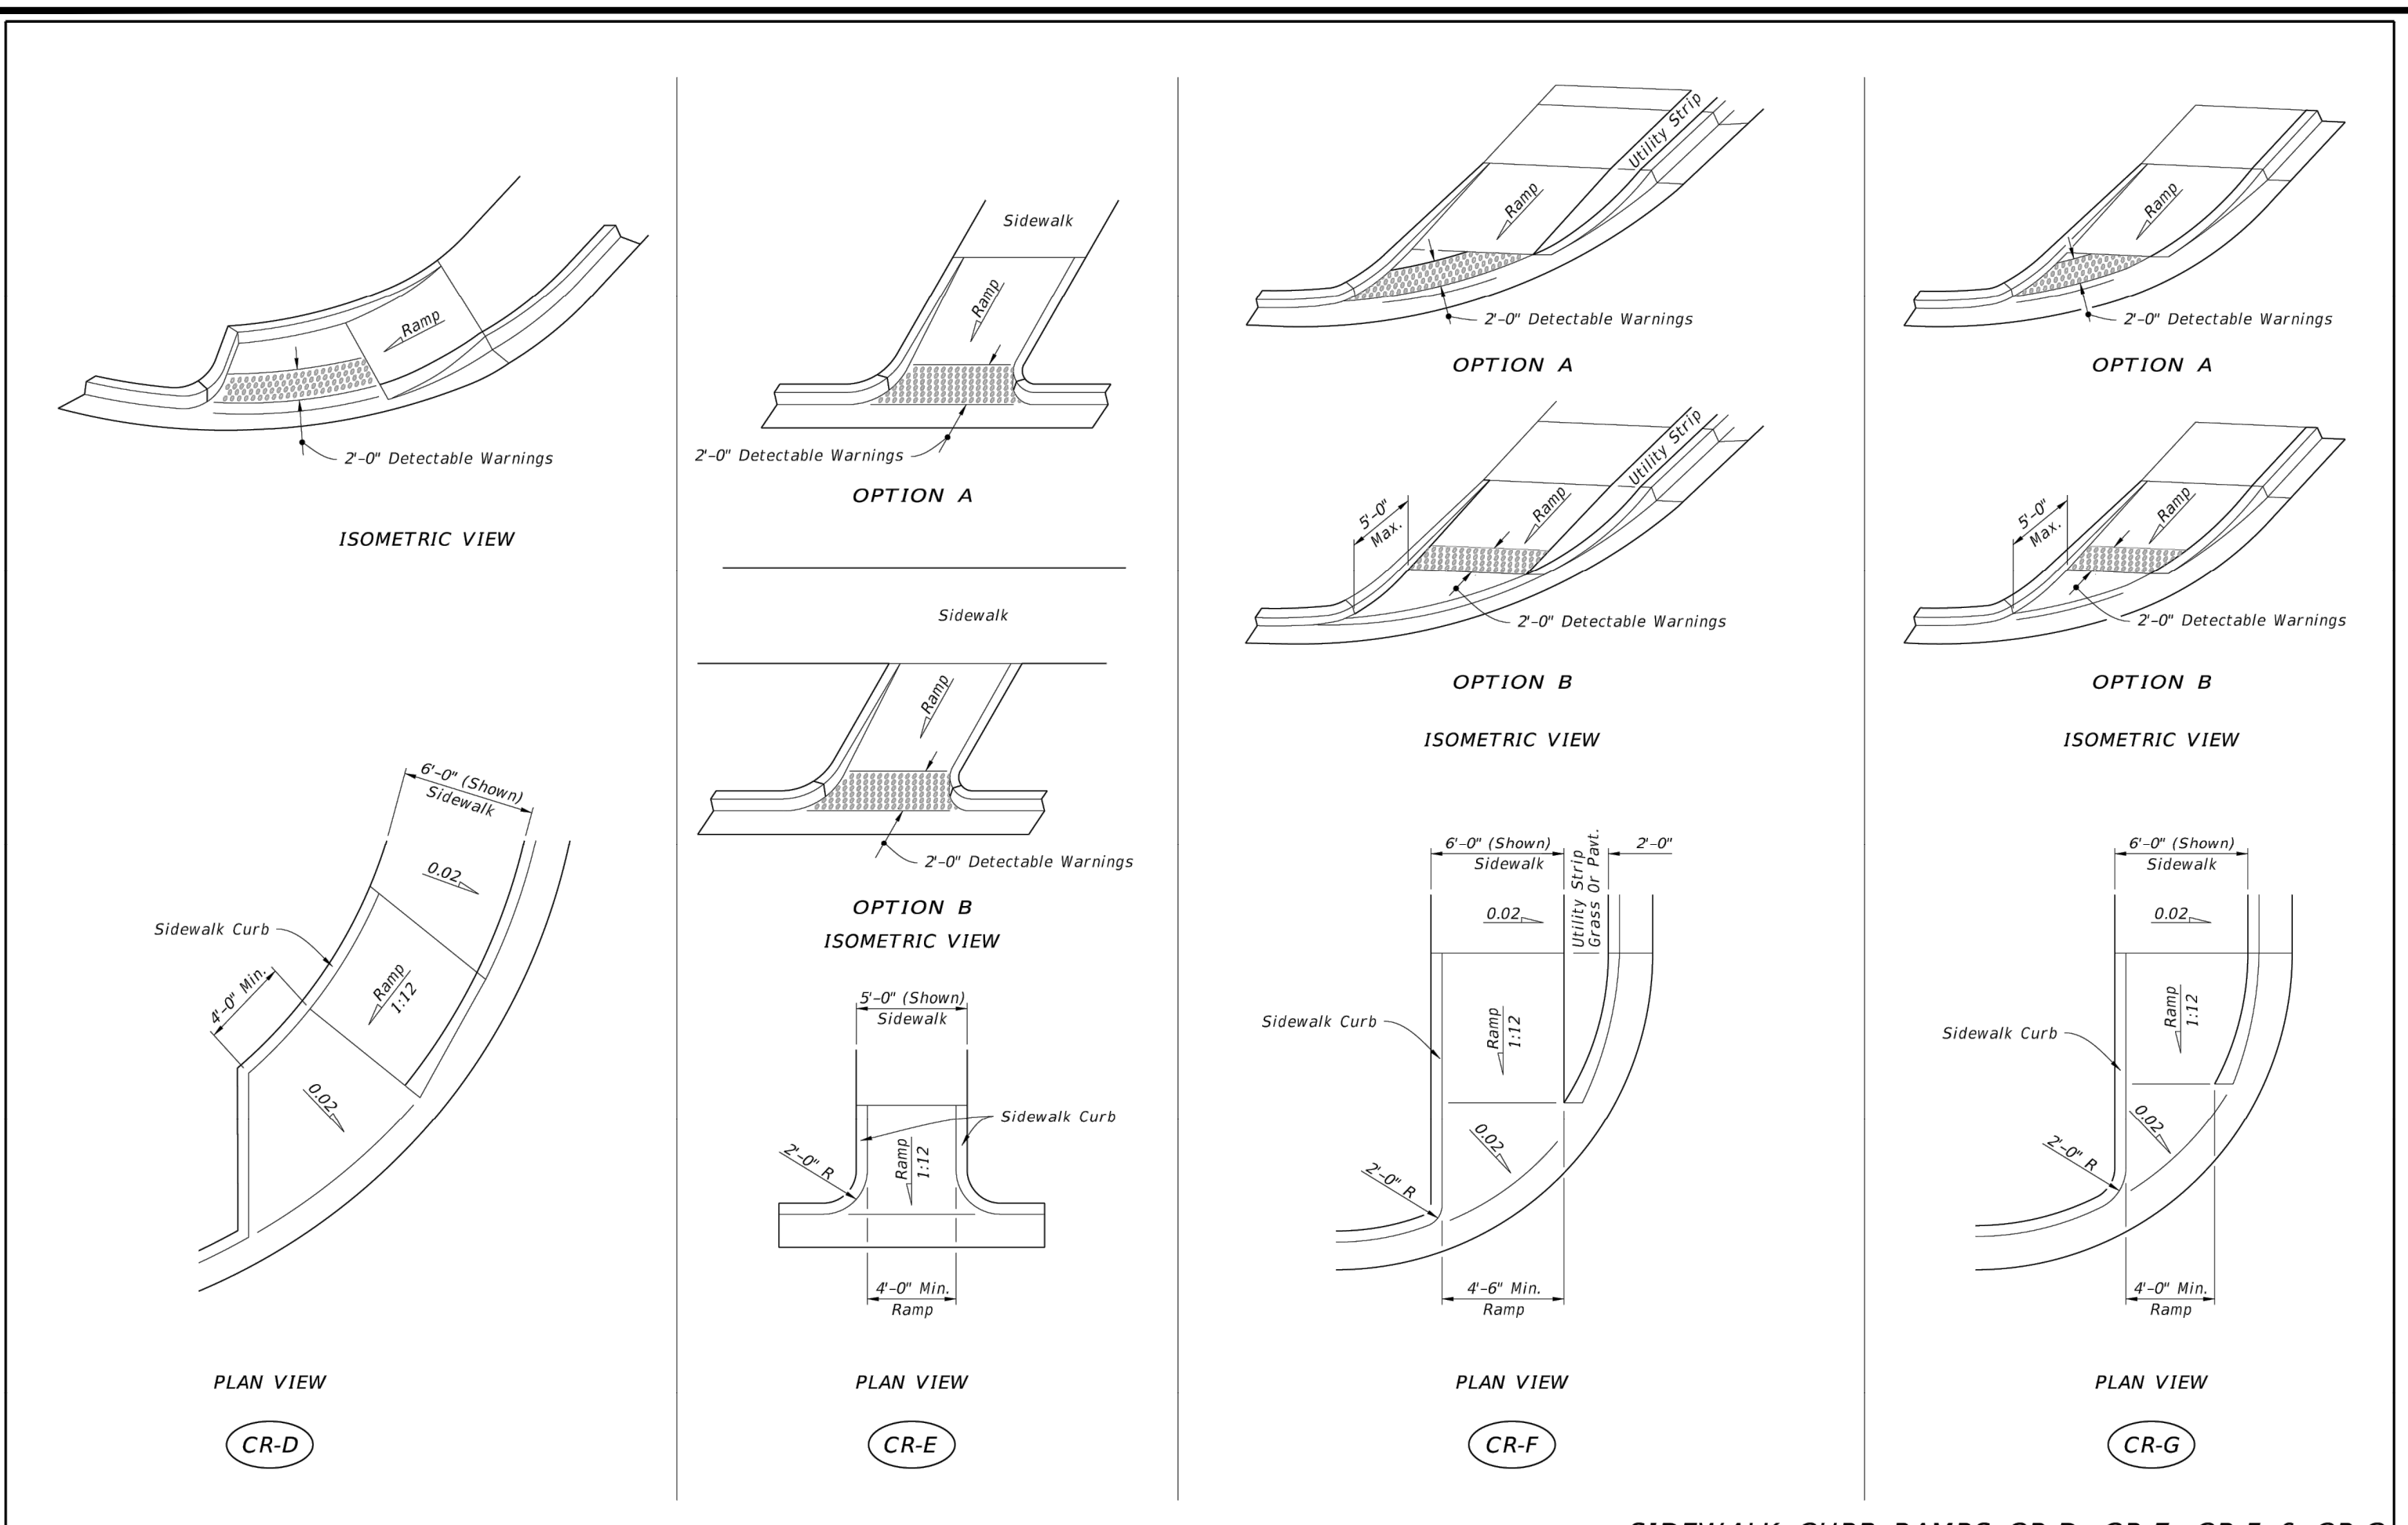 Ramp
2'-0" Detectable Warnings
ISOMETRIC VIEW
6'-0" (Shown)
Sidewalk
0.02
Sidewalk Curb
4'-0" Min.
Ramp
1:12
0.02
PLAN VIEW
CR-D
Sidewalk
Ramp
2'-0" Detectable Warnings
OPTION A
Sidewalk
Ramp
2'-0" Detectable Warnings
OPTION B
ISOMETRIC VIEW
5'-0" (Shown)
Sidewalk
Sidewalk Curb
2'-0" R
Ramp
1:12
4'-0" Min.
Ramp
PLAN VIEW
CR-E
Utility Strip
Ramp
2'-0" Detectable Warnings
OPTION A
Utility Strip
5'-0"
Max.
Ramp
2'-0" Detectable Warnings
OPTION B
ISOMETRIC VIEW
6'-0" (Shown)
Sidewalk
Utility Strip
Grass Or Pavt.
2'-0"
0.02
Sidewalk Curb
Ramp
1:12
0.02
2'-0" R
4'-6" Min.
Ramp
PLAN VIEW
CR-F
Ramp
2'-0" Detectable Warnings
OPTION A
5'-0"
Max.
Ramp
2'-0" Detectable Warnings
OPTION B
ISOMETRIC VIEW
6'-0" (Shown)
Sidewalk
0.02
Ramp
1:12
Sidewalk Curb
0.02
2'-0" R
4'-0" Min.
Ramp
PLAN VIEW
CR-G